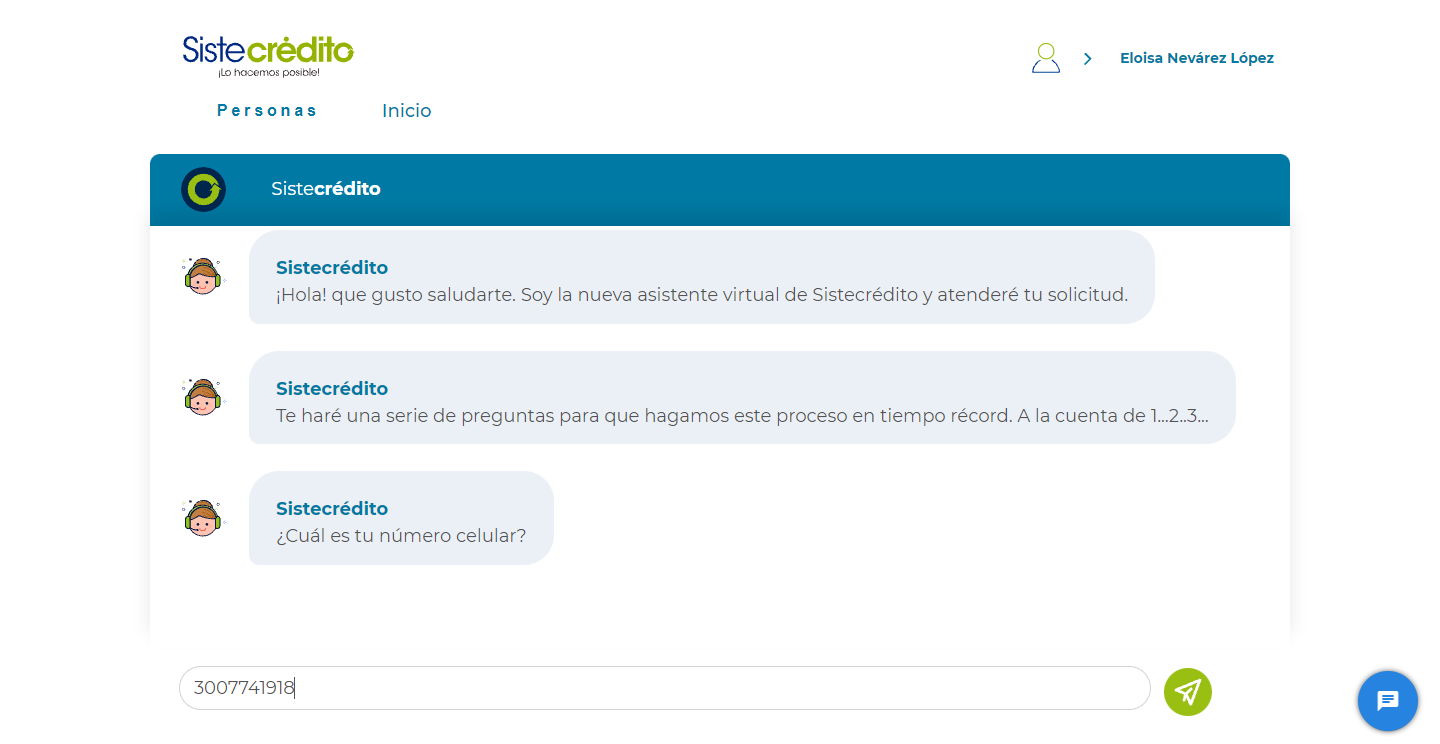 Sistecrédito
¡Lo hacemos posible!
Eloisa Nevárez López
Personas Inicio
Sistecrédito
Sistecrédito
¡Hola! que gusto saludarte. Soy la nueva asistente virtual de Sistecrédito y atenderé tu solicitud.
Sistecrédito
Te haré una serie de preguntas para que hagamos este proceso en tiempo récord. A la cuenta de 1...2..3...
Sistecrédito
¿Cuál es tu número celular?
3007741918